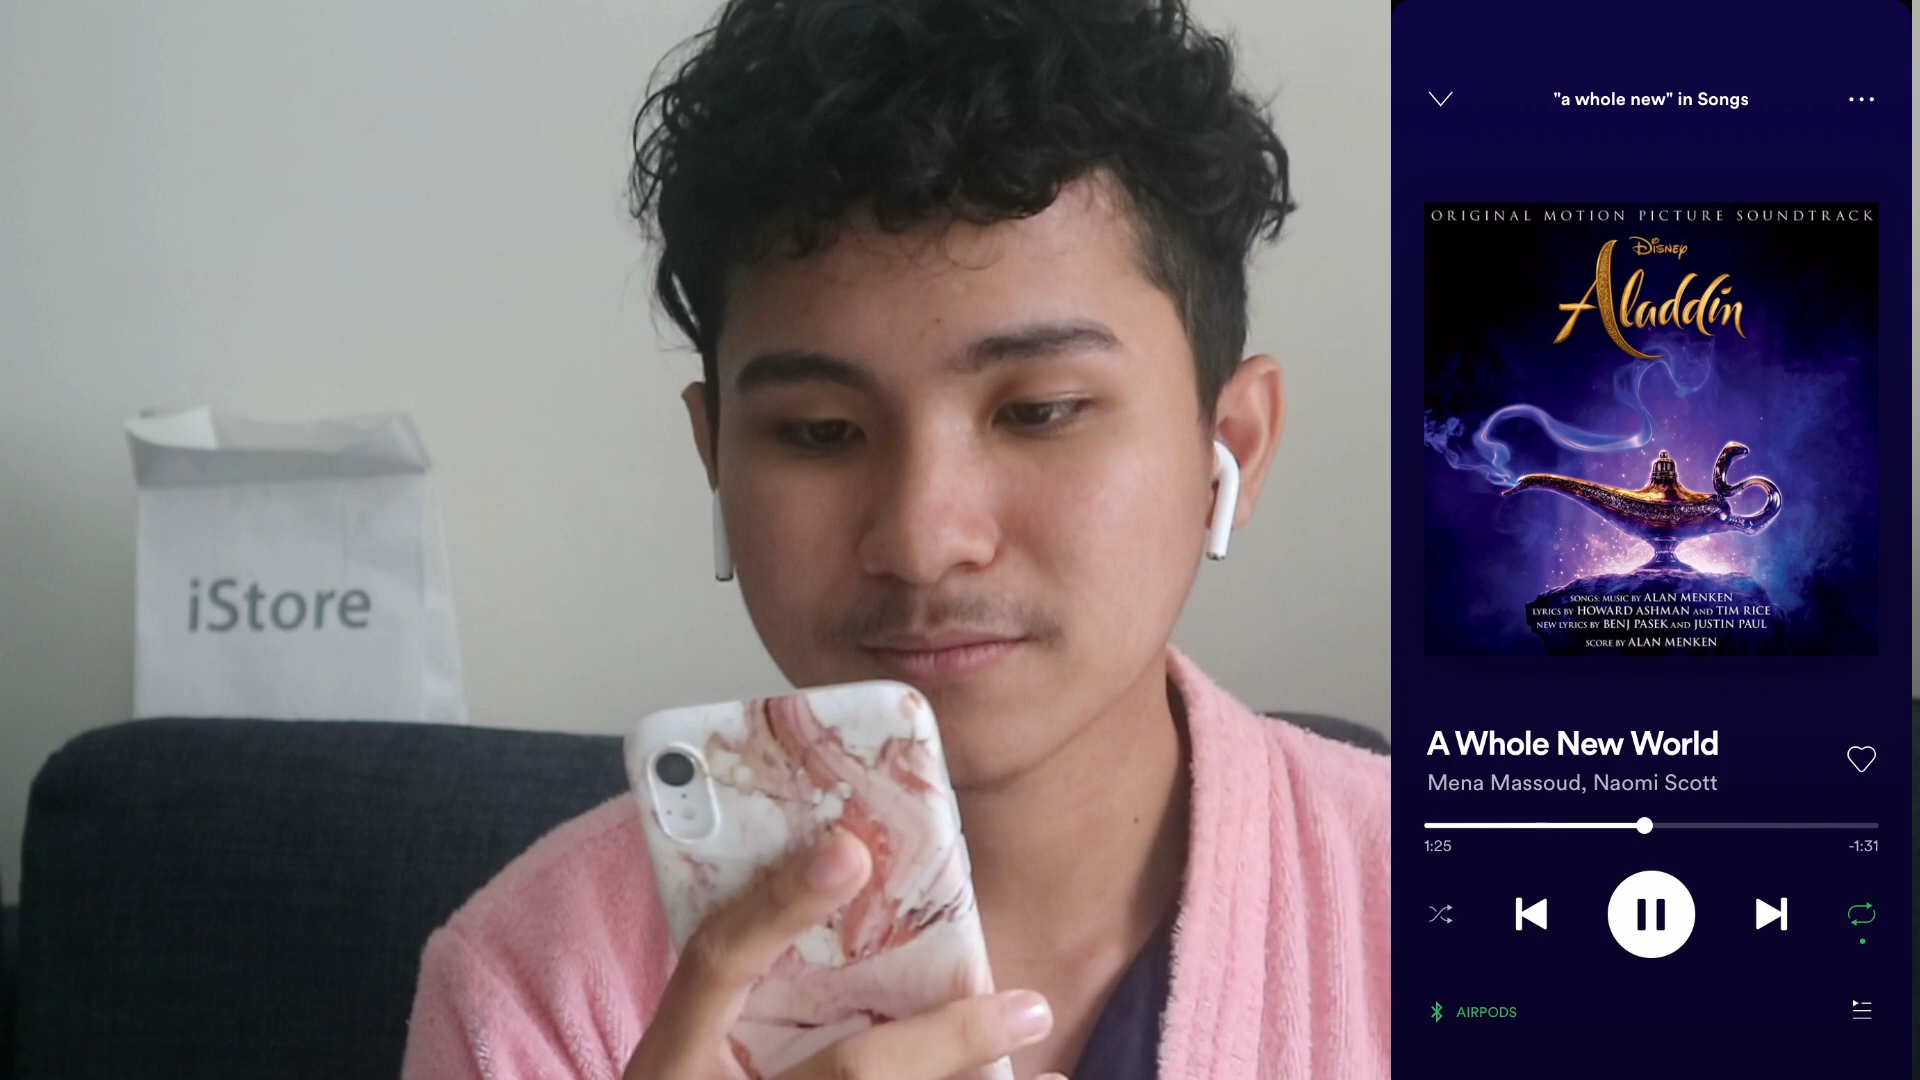 iStore
"a whole new" in Songs
ORIGINAL MOTION PICTURE SOUNDTRACK
DISNEY
Aladdin
SONGS: MUSIC BY ALAN MENKEN
LYRICS BY HOWARD ASHMAN AND TIM RICE
NEW LYRICS BY BENJ PASEK AND JUSTIN PAUL
SCORE BY ALAN MENKEN
A Whole New World
Mena Massoud, Naomi Scott
1:25
-1:31
AIRPODS